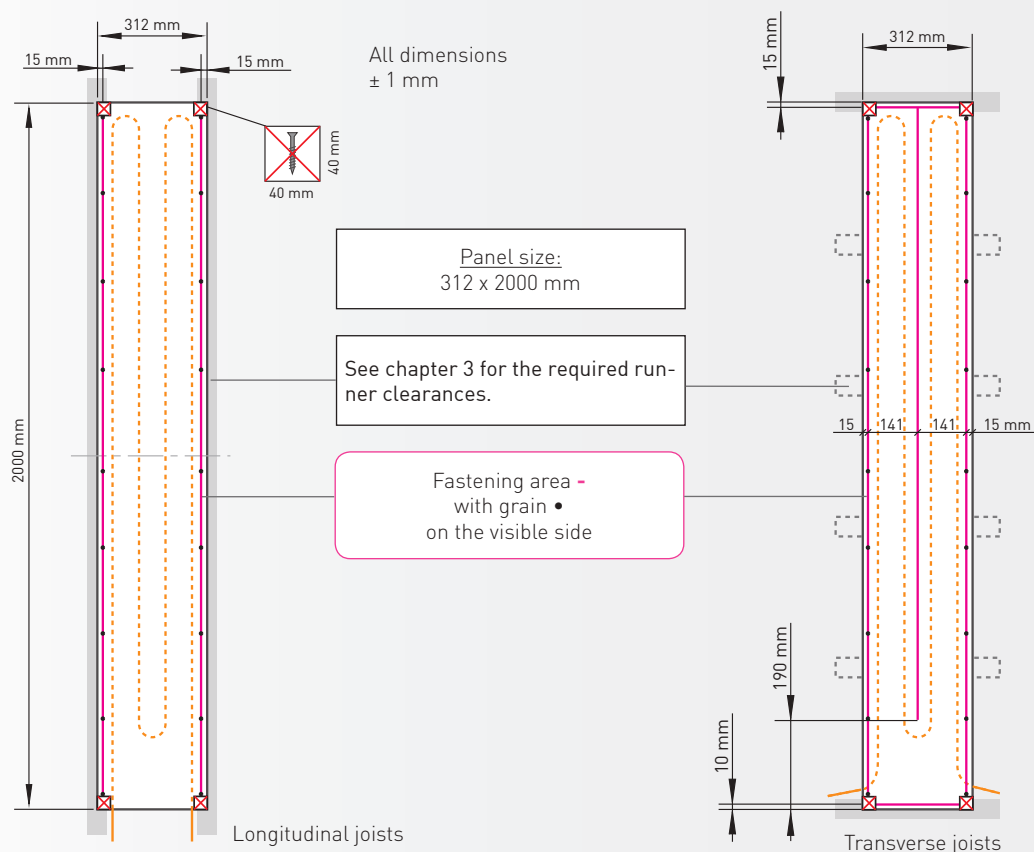 312 mm
15 mm
15 mm
All dimensions
± 1 mm
40 mm
40 mm
2000 mm
Longitudinal joists
Panel size:
312 x 2000 mm
See chapter 3 for the required run-
ner clearances.
Fastening area -
with grain •
on the visible side
15 mm
312 mm
15 141 141 15 mm
190 mm
10 mm
Transverse joists